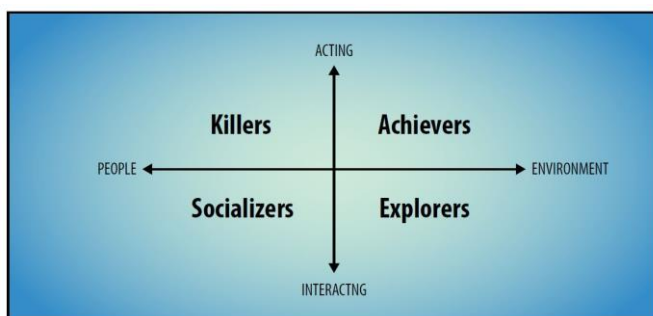 ACTING
Killers Achievers
PEOPLE ENVIRONMENT
Socializers Explorers
INTERACTNG